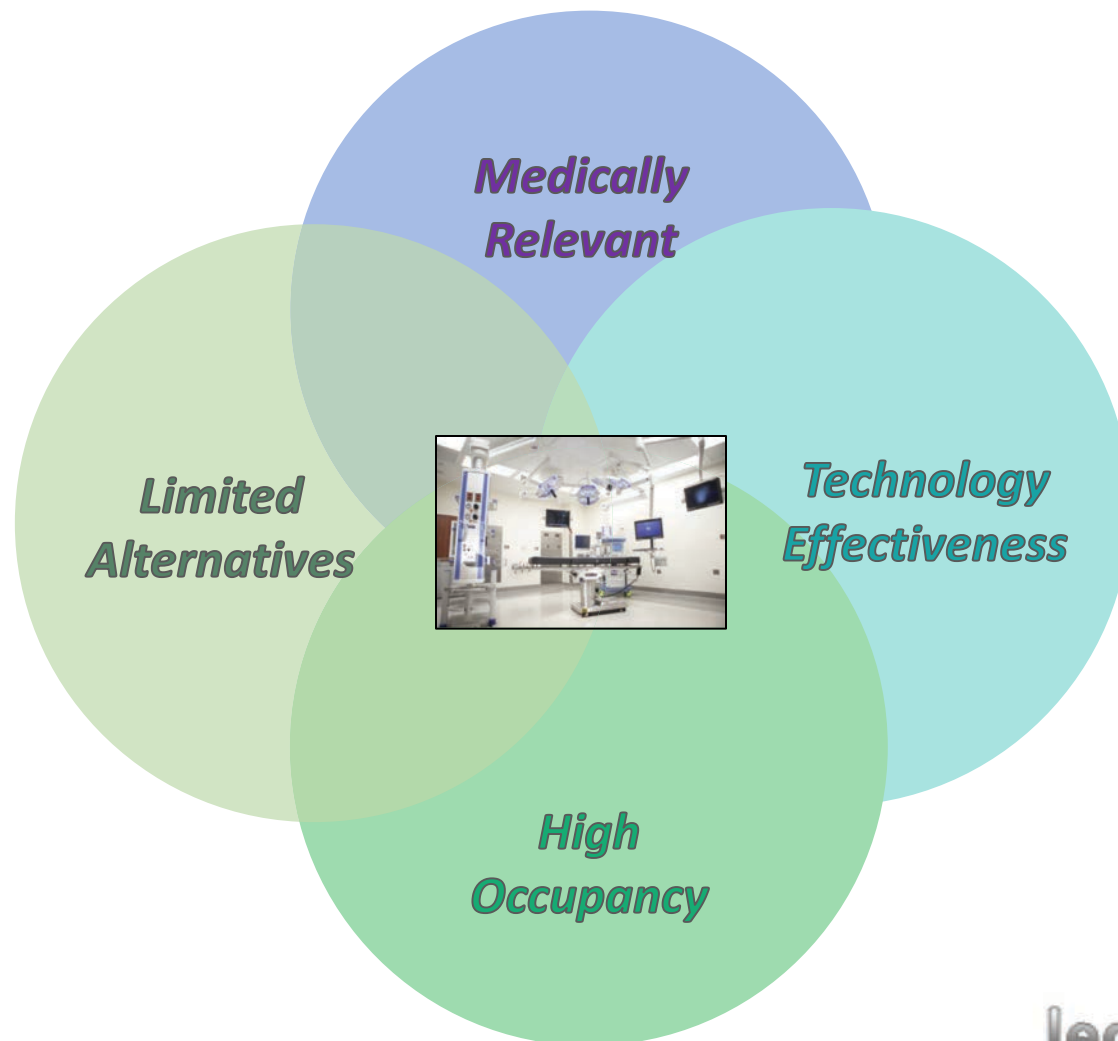 Medically
Relevant
Limited
Alternatives
Technology
Effectiveness
High
Occupancy